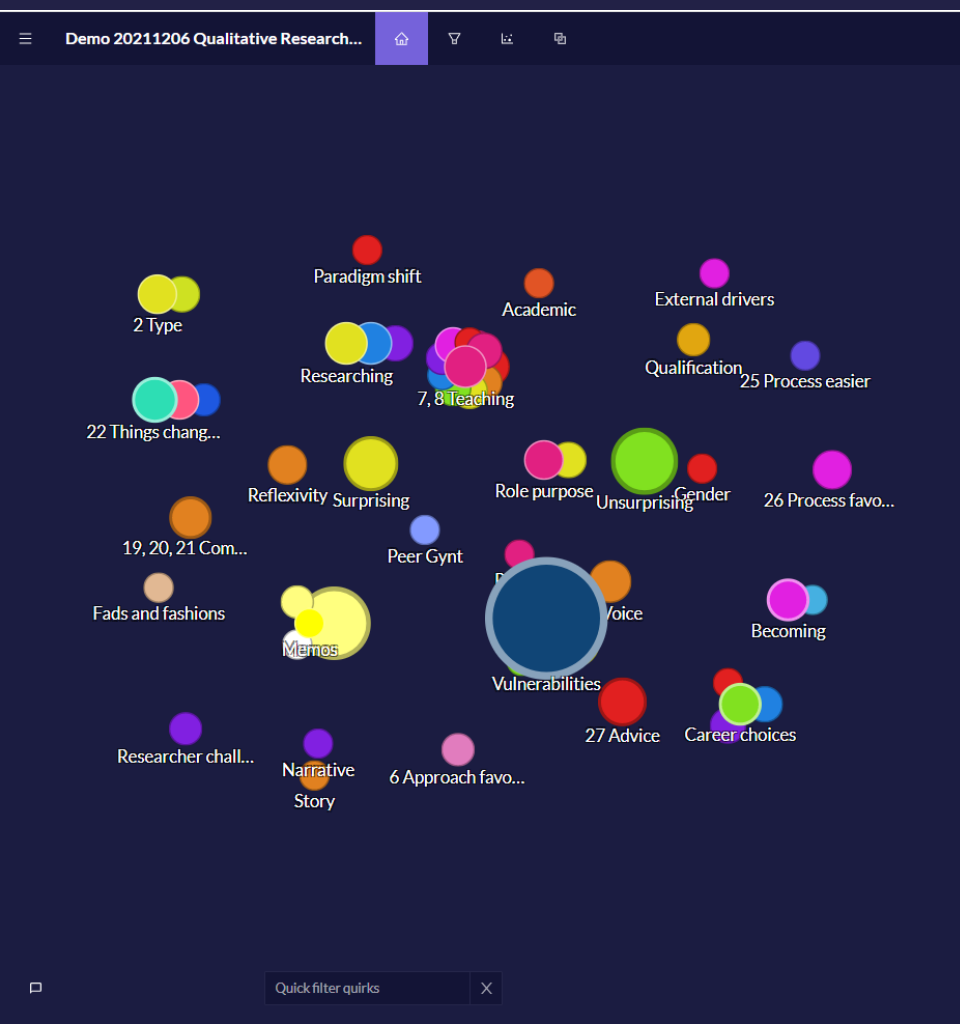 Demo 20211206 Qualitative Research...
Paradigm shift
External drivers
Academic
2 Type
Qualification
Researching
25 Process easier
7, 8 Teaching
22 Things chang...
Role purpose
Gender
Reflexivity
Surprising
Unsurprising
26 Process favo...
19, 20, 21 Com...
Peer Gynt
Fads and fashions
Voice
Becoming
Memos
Vulnerabilities
27 Advice
Career choices
Researcher chall...
Narrative
6 Approach favo...
Story
Quick filter quirks
X